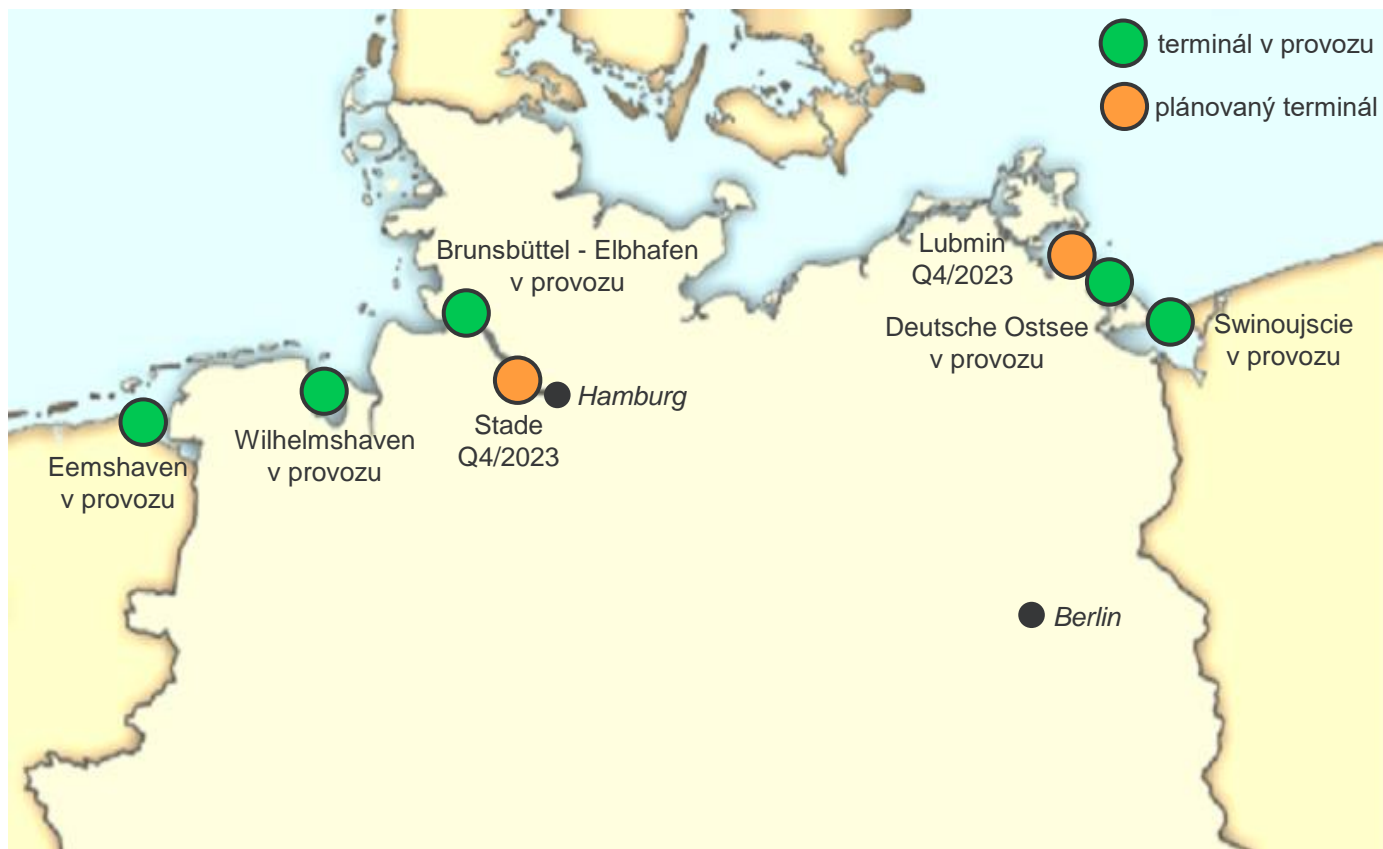 terminál v provozu
plánovaný terminál
Brunsbüttel - Elbhafen
v provozu
Lubmin
Q4/2023
Deutsche Ostsee
v provozu
Swinoujscie
v provozu
Hamburg
Stade
Q4/2023
Wilhelmshaven
v provozu
Eemshaven
v provozu
Berlin